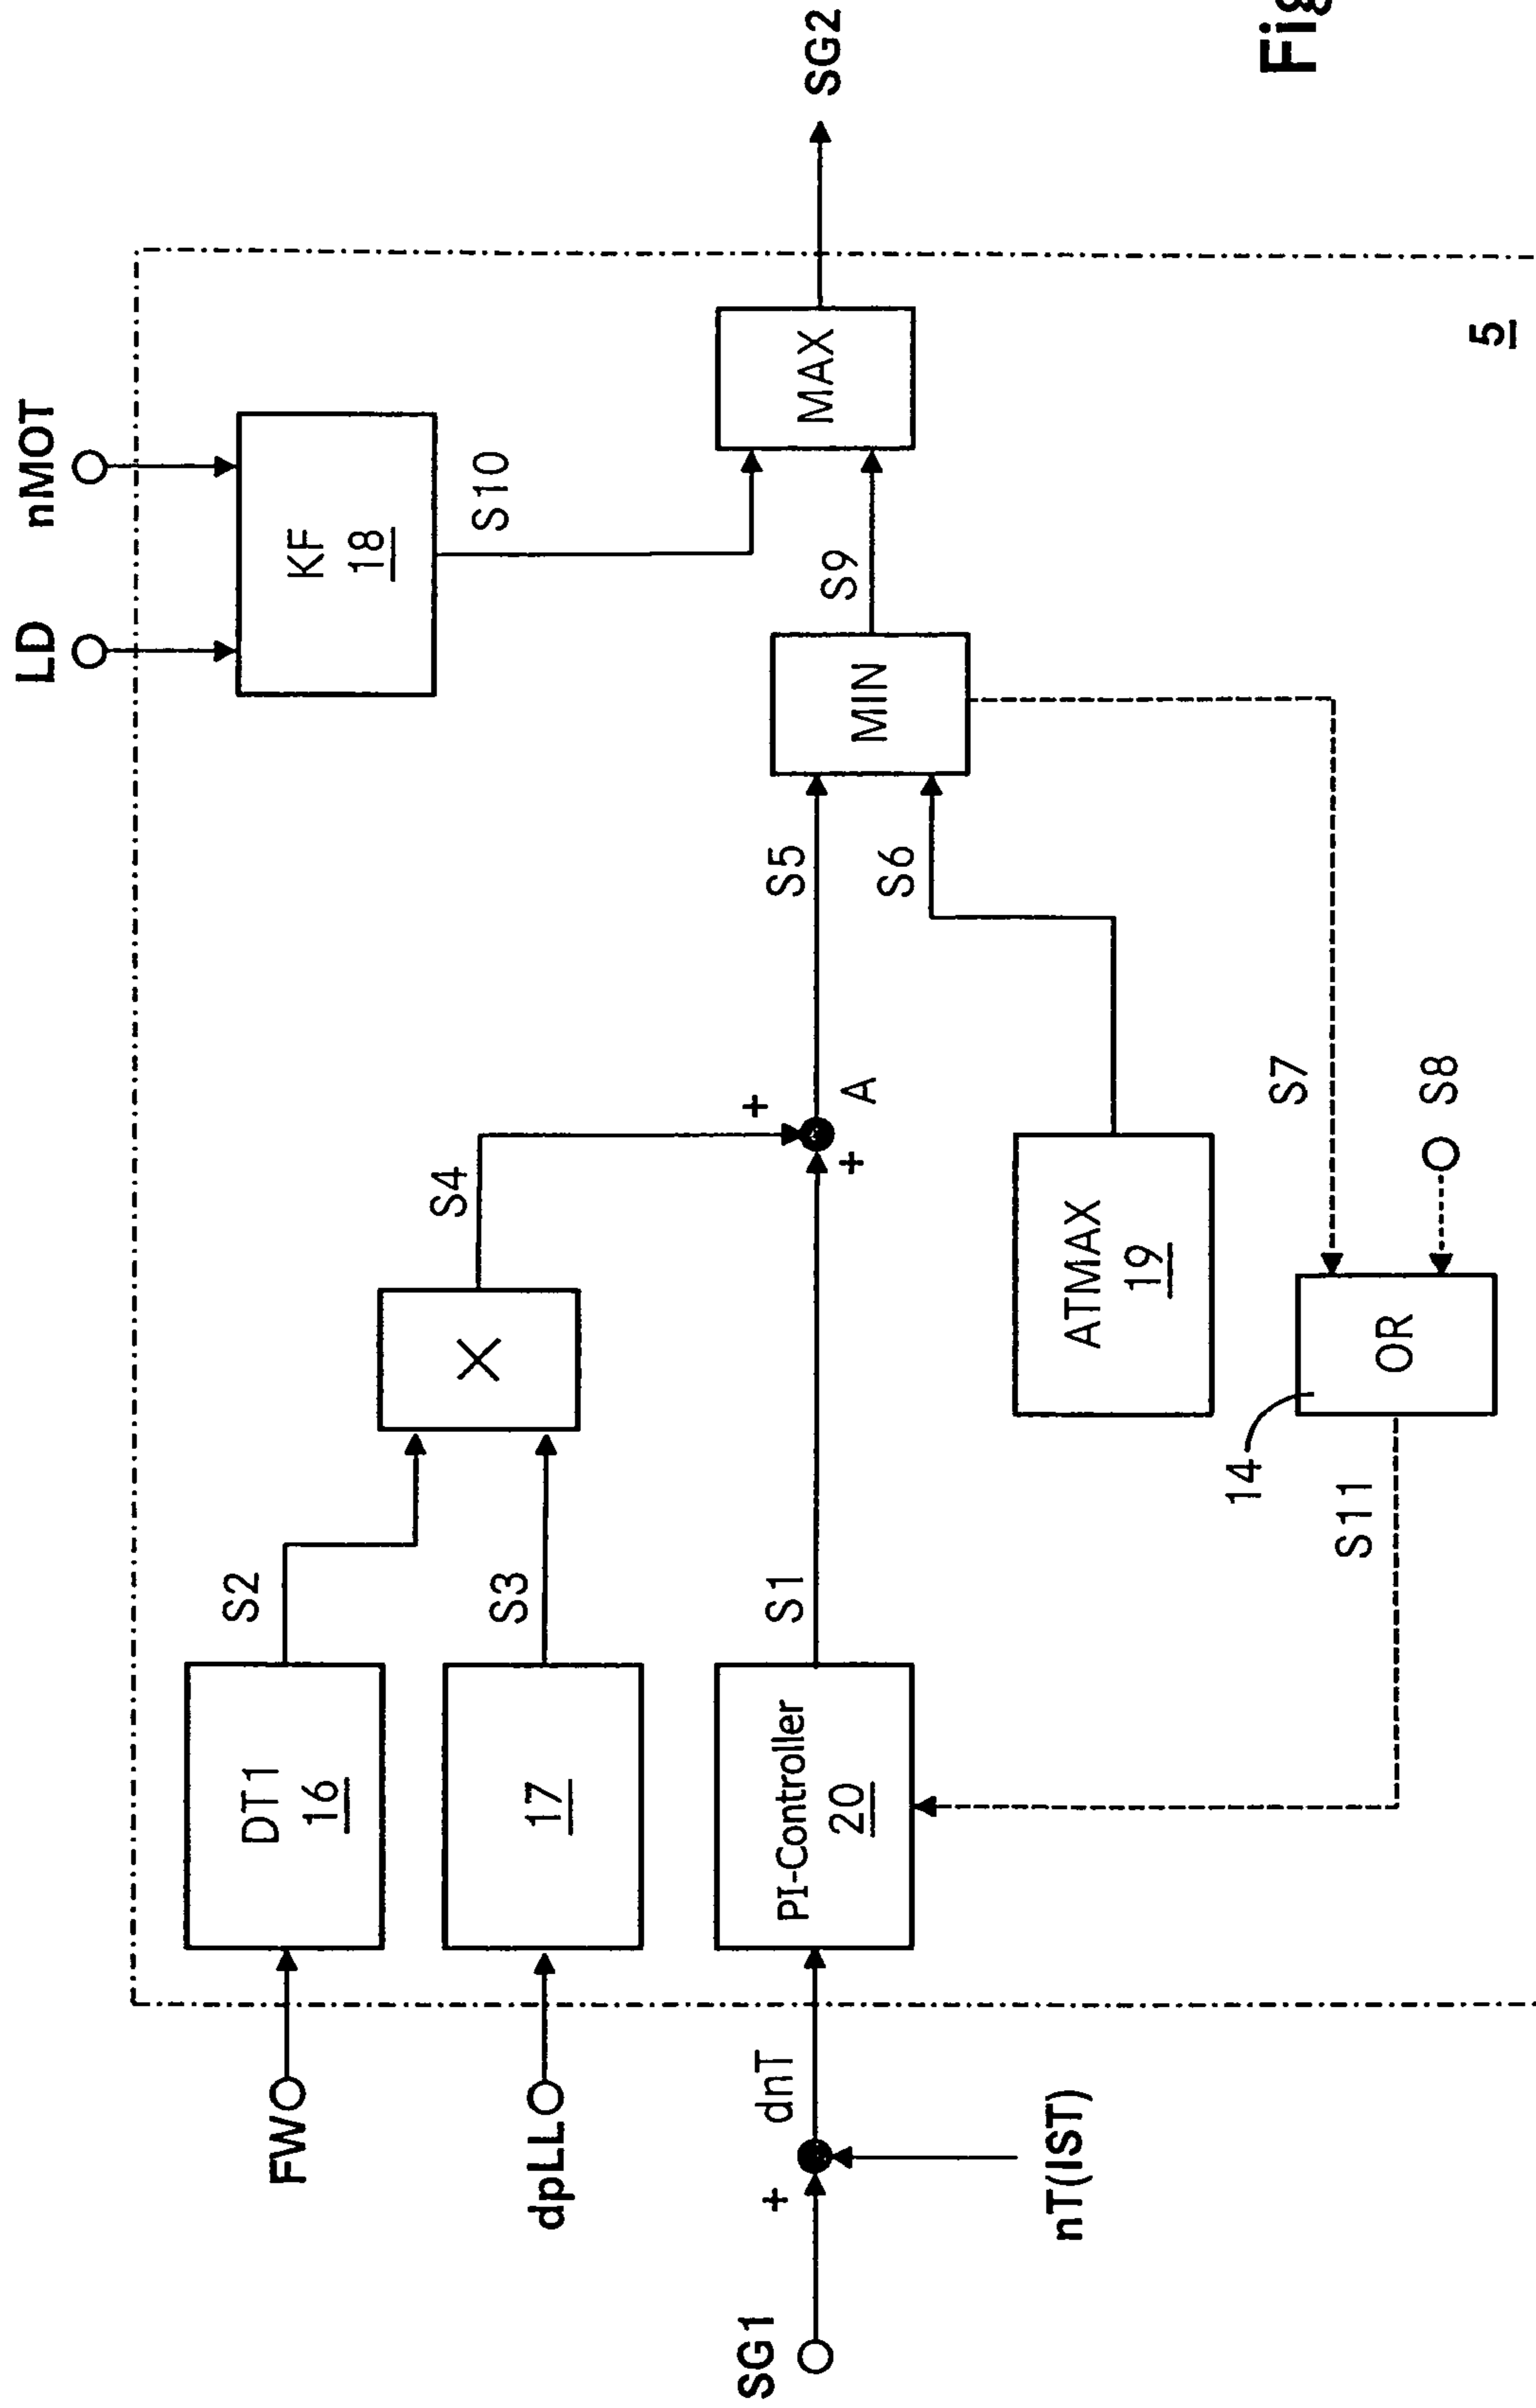 LD
nMOT
KF
18
S10
FW
DT1
16
S2
dpLL
17
S3
X
S4
+
SG1
+
dnT
nT(IST)
PI-Controller
20
S1
+
A
S5
S6
MIN
S9
MAX
SG2
ATMAX
19
S7
S8
14
OR
S11
5
Fig